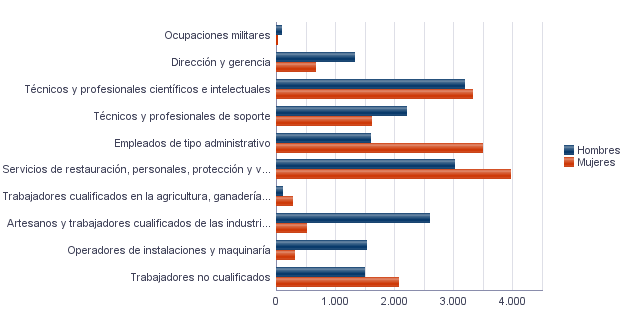 Ocupaciones militares
Dirección y gerencia
Técnicos y profesionales científicos e intelectuales
Técnicos y profesionales de soporte
Empleados de tipo administrativo
Servicios de restauración, personales, protección y v...
Trabajadores cualificados en la agricultura, ganadería...
Artesanos y trabajadores cualificados de las industri...
Operadores de instalaciones y maquinaría
Trabajadores no cualificados
Hombres
Mujeres
0 1.000 2.000 3.000 4.000